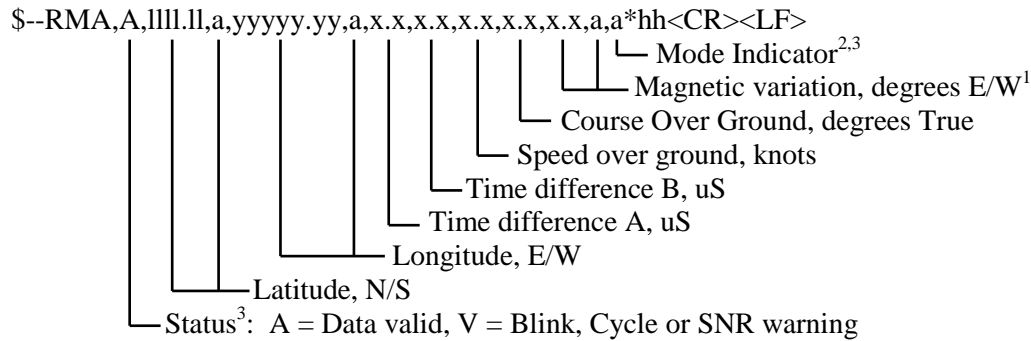 $--RMA,A,llll.ll,a,yyyyy.yy,a,x.x,x.x,x.x,x.x,x.x,a,a*hh<CR><LF>
Mode Indicator2,3
Magnetic variation, degrees E/W1
Course Over Ground, degrees True
Speed over ground, knots
Time difference B, uS
Time difference A, uS
Longitude, E/W
Latitude, N/S
Status3: A = Data valid, V = Blink, Cycle or SNR warning